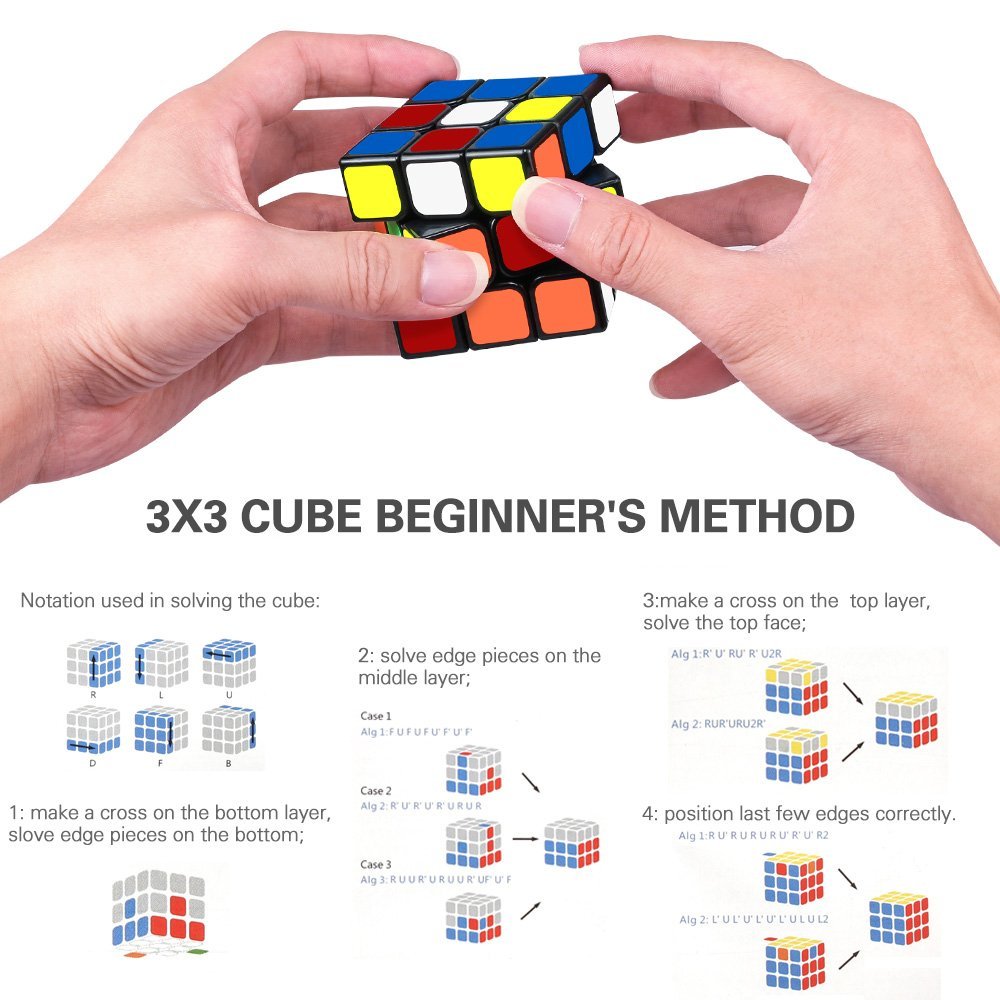 3X3 CUBE BEGINNER'S METHOD
Notation used in solving the cube:
R
L
U
D
F
B
1: make a cross on the bottom layer,
slove edge pieces on the bottom;
2: solve edge pieces on the
middle layer;
Case 1
Alg 1:F U F U F U' F' U' F'
Case 2
Alg 2: R' U' R' U' R' U R U R
Case 3
Alg 3: R U U R' U R U U R' UF' U' F
3:make a cross on the top layer,
solve the top face;
Alg 1:R' U' RU' R' U2R
Alg 2: RUR'URU2R'
4: position last few edges correctly.
Alg 1:R U' R U R U R U' R' U' R2
Alg 2: L' U L' U' L' U' L' U L U L2